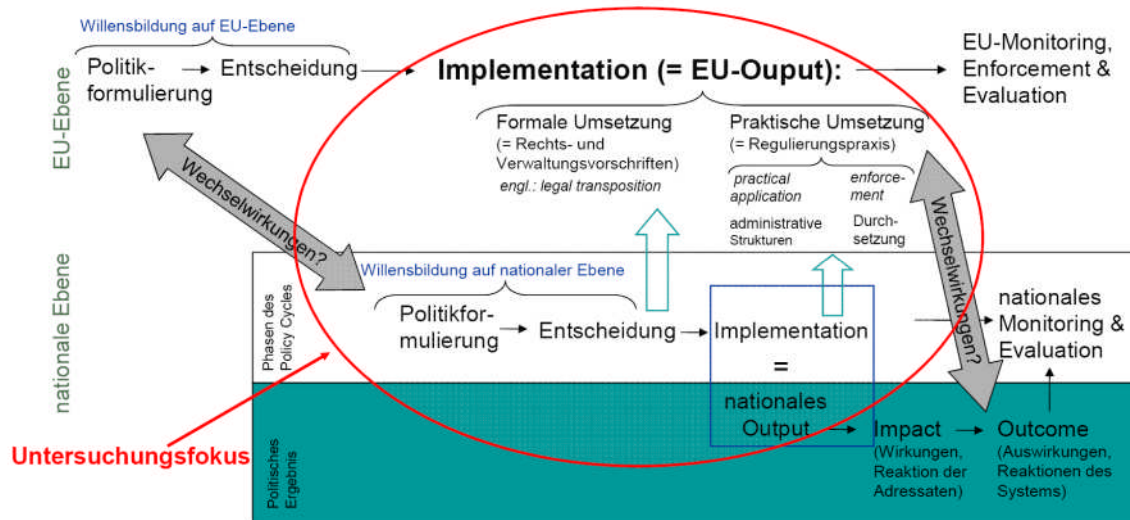 Willensbildung auf EU-Ebene
Politik-
formulierung
Entscheidung
Implementation (= EU-Ouput):
EU-Monitoring,
Enforcement &
Evaluation
EU-Ebene
Formale Umsetzung
(= Rechts- und
Verwaltungsvorschriften)
engl.: legal transposition
Praktische Umsetzung
(= Regulierungspraxis)
practical
application
enforce-
ment
administrative
Strukturen
Durch-
setzung
Wechselwirkungen?
Wechselwirkungen?
nationale Ebene
Phasen des
Policy Cycles
Willensbildung auf nationaler Ebene
Politikfor-
mulierung
Entscheidung
Implementation
=
nationales
Output
nationales
Monitoring &
Evaluation
Untersuchungsfokus
Politisches
Ergebnis
Impact
(Wirkungen,
Reaktion der
Adressaten)
Outcome
(Auswirkungen,
Reaktionen des
Systems)